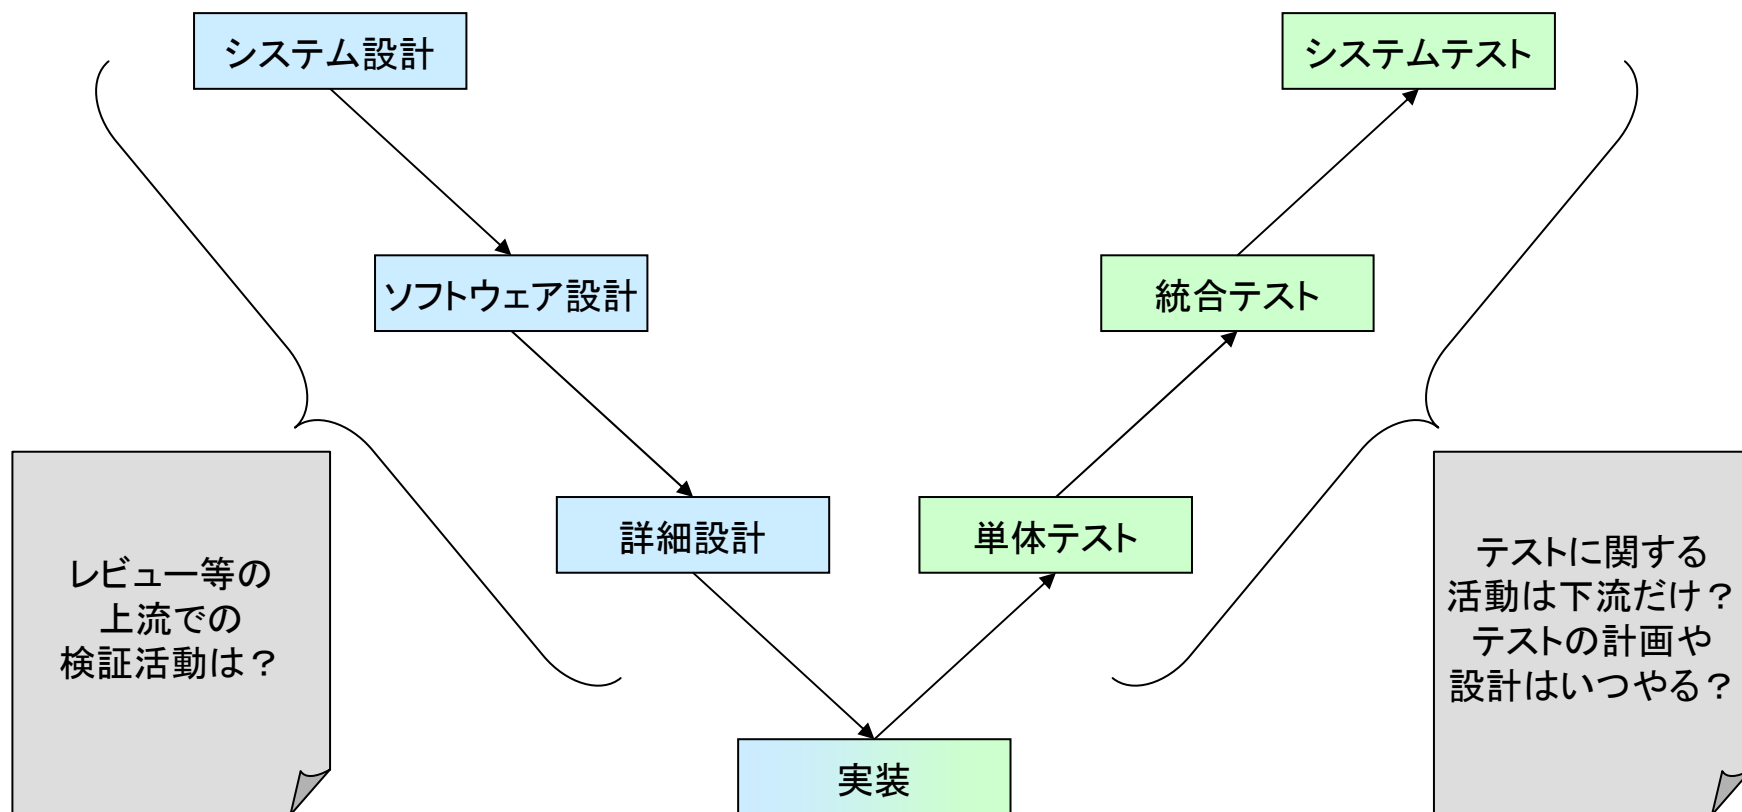 システム設計
システムテスト
ソフトウェア設計
統合テスト
詳細設計
単体テスト
レビュー等の
上流での
検証活動は？
テストに関する
活動は下流だけ？
テストの計画や
設計はいつやる？
実装